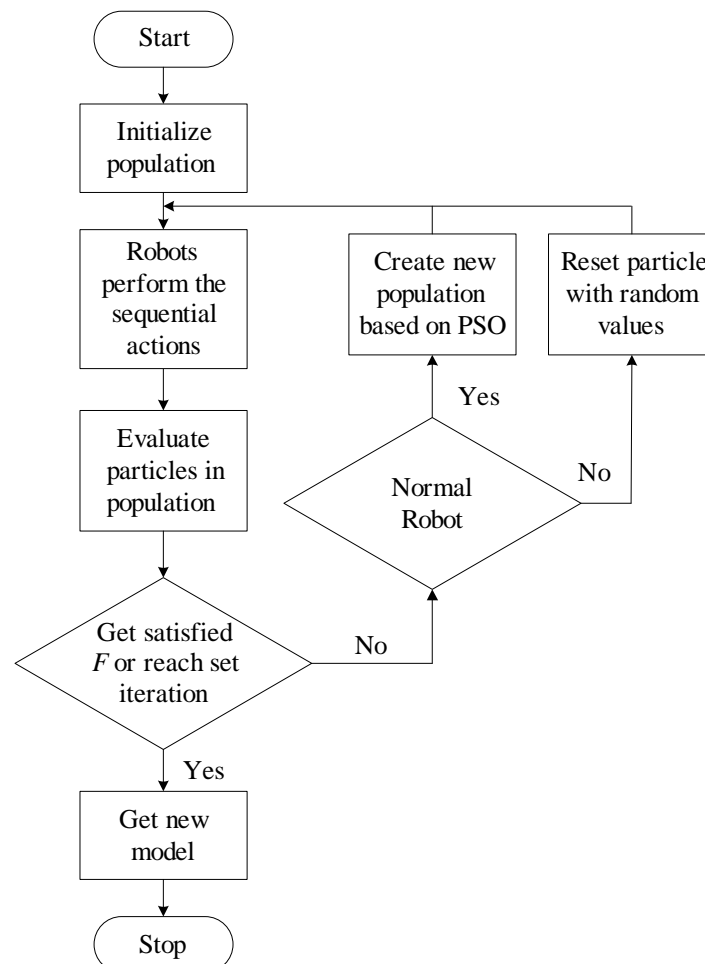 Start
Initialize
population
Robots
perform the
sequential
actions
Evaluate
particles in
population
Get satisfied
F or reach set
iteration
No
Yes
Get new
model
Stop
Create new
population
based on PSO
Reset particle
with random
values
Yes
No
Normal
Robot